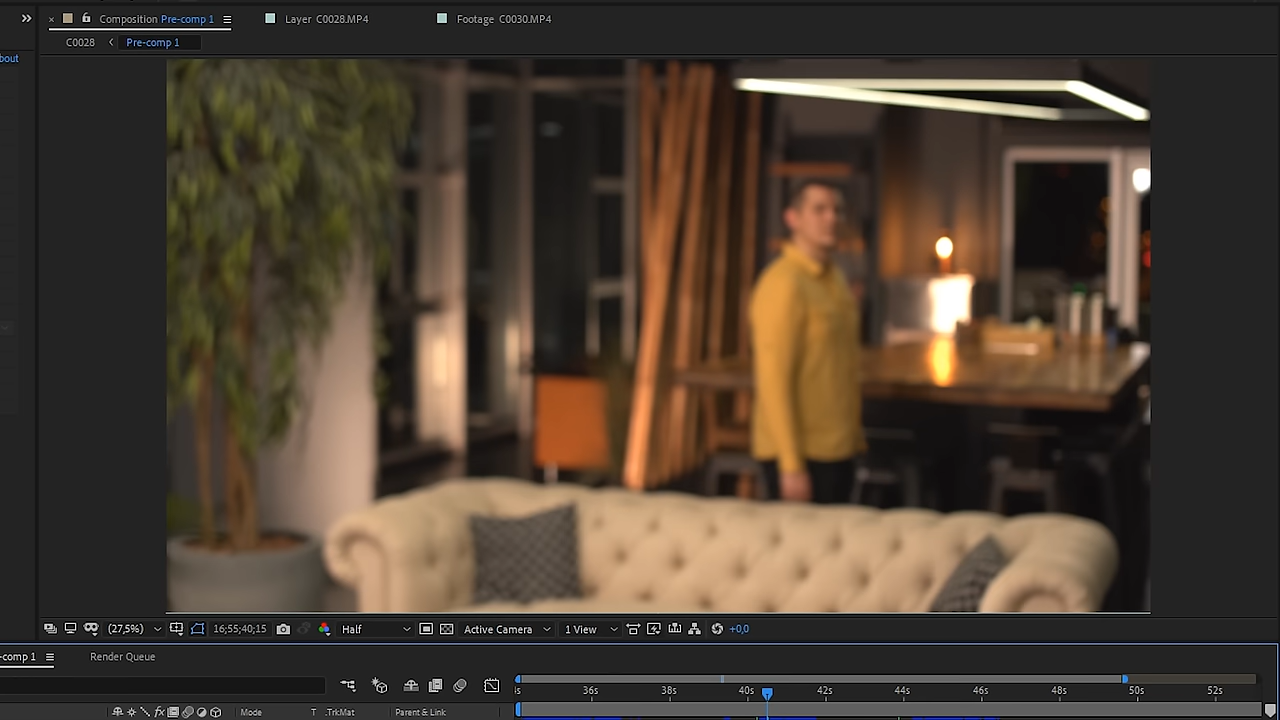 Composition Pre-comp 1
Layer C0028.MP4
Footage C0030.MP4
C0028
Pre-comp 1
bout
(27,5%)
16;55;40;15
Half
Active Camera
1 View
+0,0
-comp 1
Render Queue
s 36s 38s 40s 42s 44s 46s 48s 50s 52s
Mode
T .TrkMat
Parent & Link